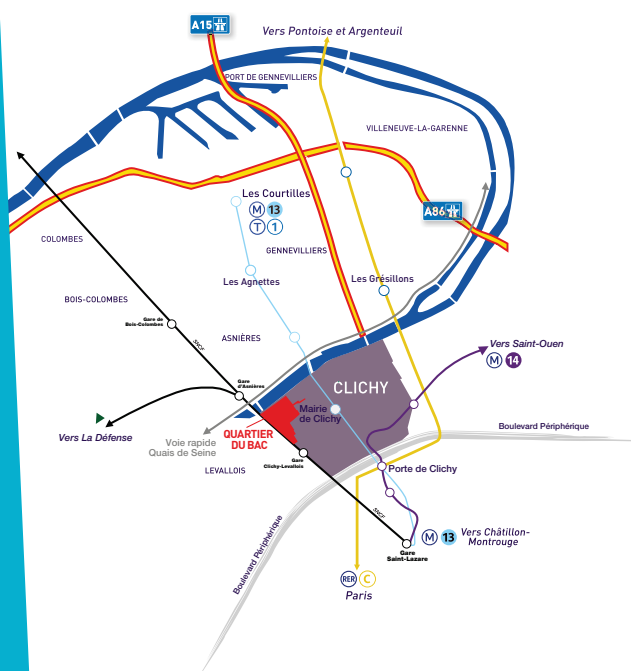 A15
Vers Pontoise et Argenteuil
PORT DE GENNEVILLIERS
VILLENEUVE-LA-GARENNE
Les Courtilles
M 13
T 1
A86
COLOMBES
GENNEVILLIERS
Les Agnettes
Les Grésillons
BOIS-COLOMBES
Gare de
Bois-Colombes
SNCF
ASNIÈRES
Vers Saint-Ouen
M 14
Gare
d'Asnières
CLICHY
Mairie
de Clichy
Vers La Défense
Voie rapide
Quais de Seine
QUARTIER
DU BAC
Boulevard Périphérique
Gare
Clichy-Levallois
LEVALLOIS
Porte de Clichy
SNCF
Boulevard Périphérique
M 13
Vers Châtillon-
Montrouge
Gare
Saint-Lazare
RER C
Paris